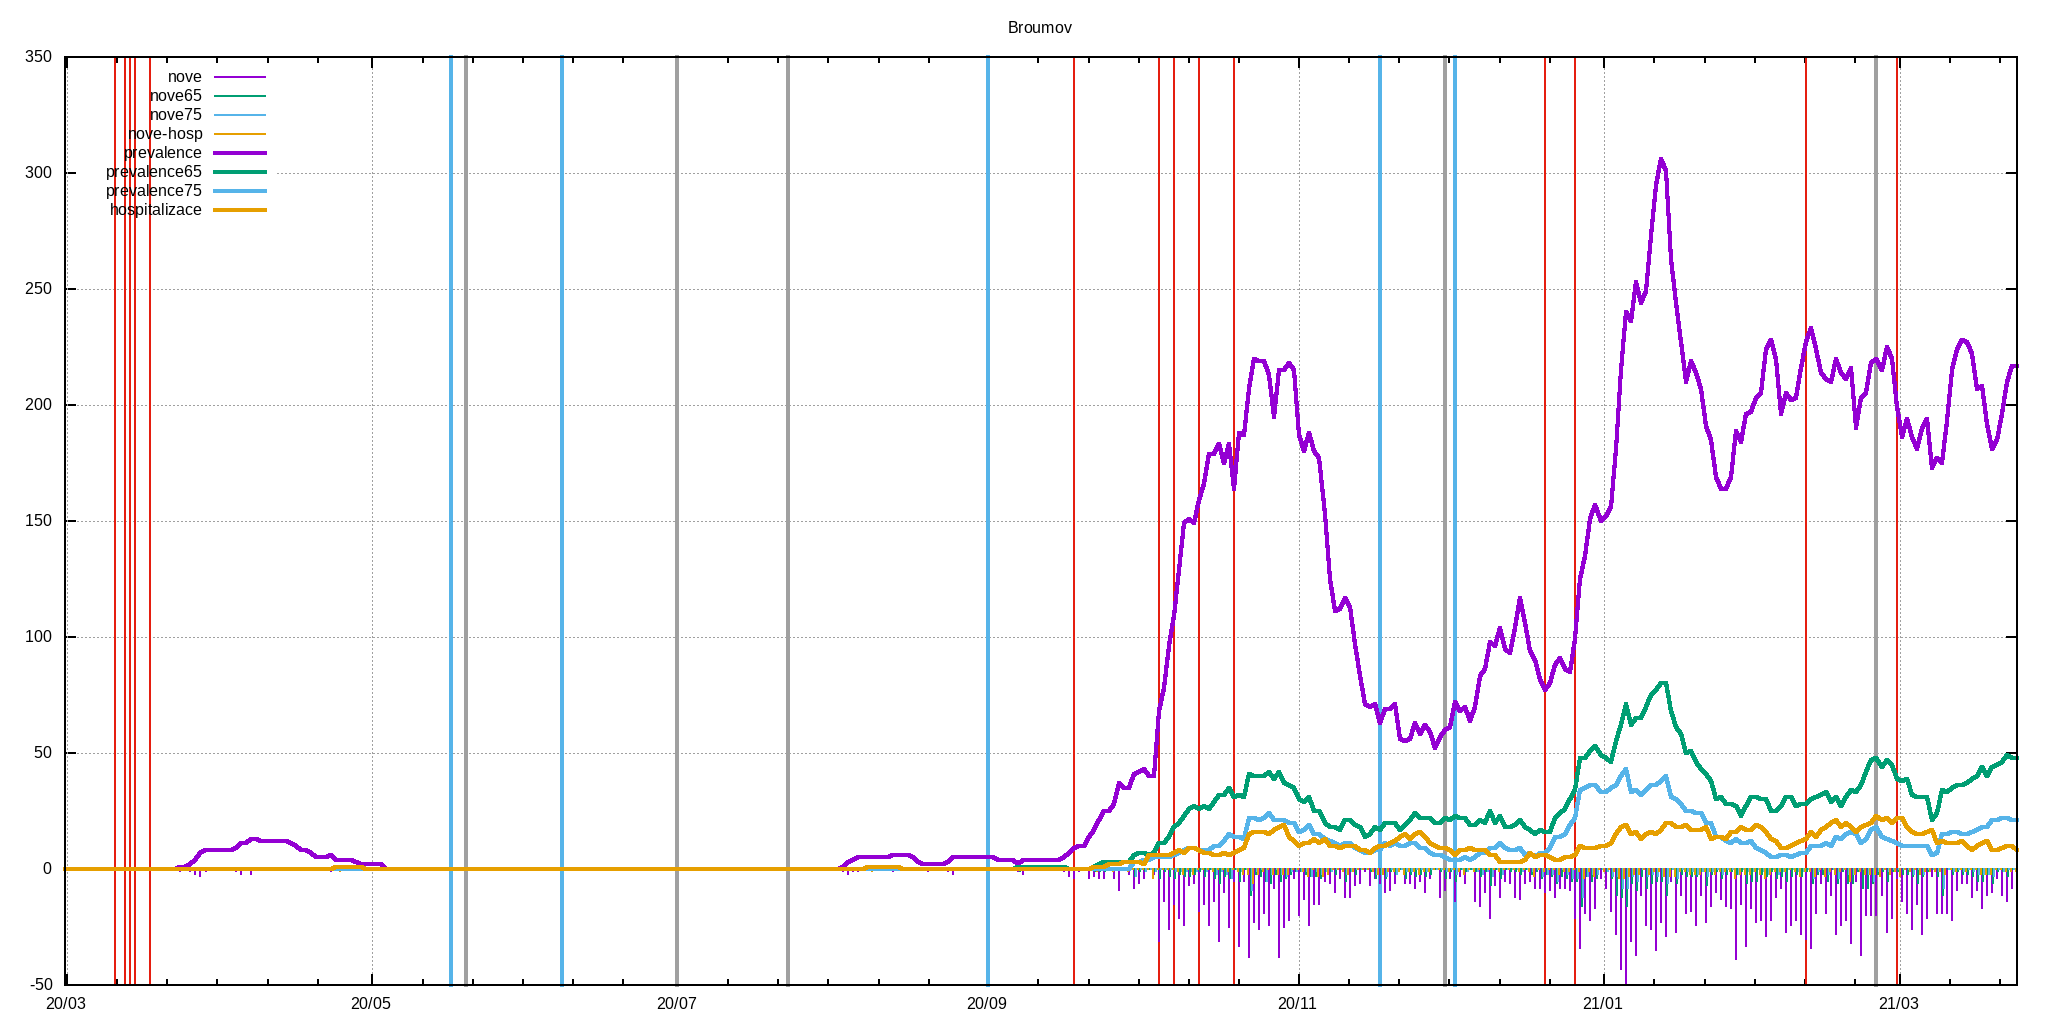 Broumov
350
300
250
200
150
100
50
0
-50
nove
nove65
nove75
nove-hosp
prevalence
prevalence65
prevalence75
hospitalizace
20/03 20/05 20/07 20/09 20/11 21/01 21/03